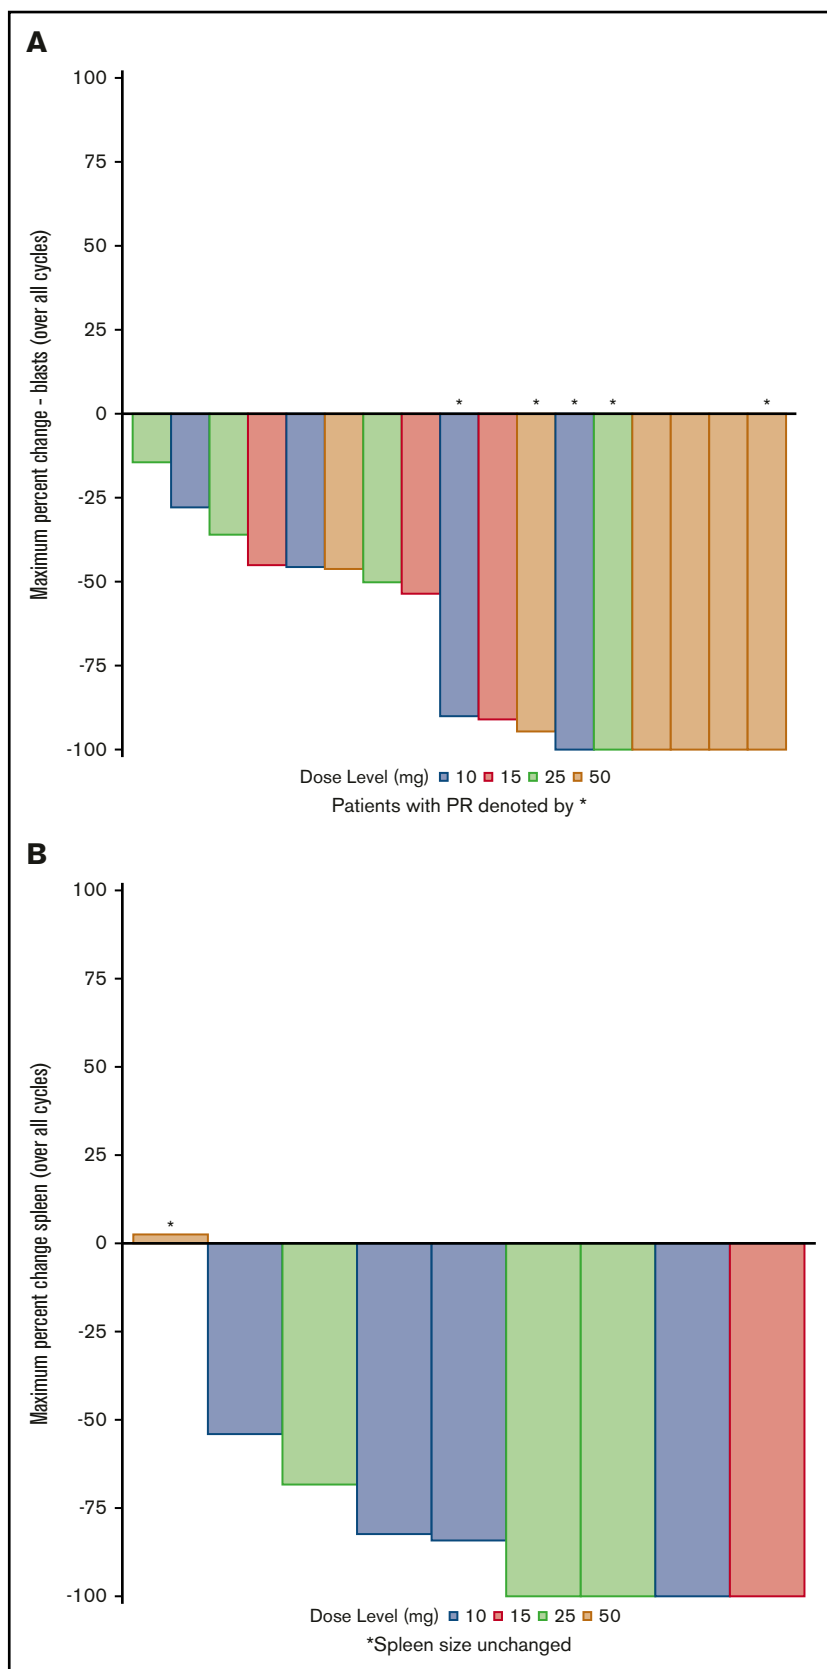 A
Maximum percent change - blasts (over all cycles)
100
75
50
25
0
-25
-50
-75
-100
* * * * *
Dose Level (mg) 10 15 25 50
Patients with PR denoted by *
B
Maximum percent change spleen (over all cycles)
100
75
50
25
0
-25
-50
-75
-100
*
Dose Level (mg) 10 15 25 50
*Spleen size unchanged